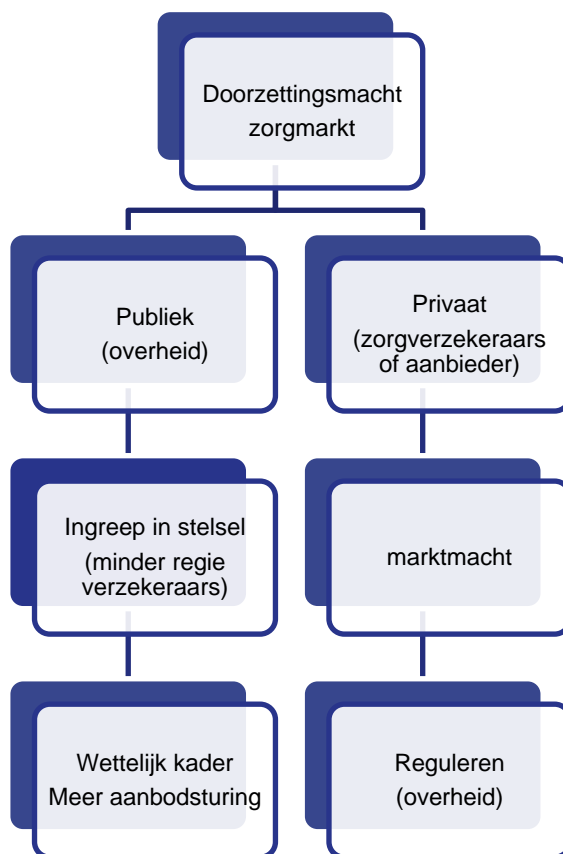 Doorzettingsmacht
zorgmarkt
Publiek
(overheid)
Privaat
(zorgverzekeraars
of aanbieder)
Ingreep in stelsel
(minder regie
verzekeraars)
marktmacht
Wettelijk kader
Meer aanbodsturing
Reguleren
(overheid)